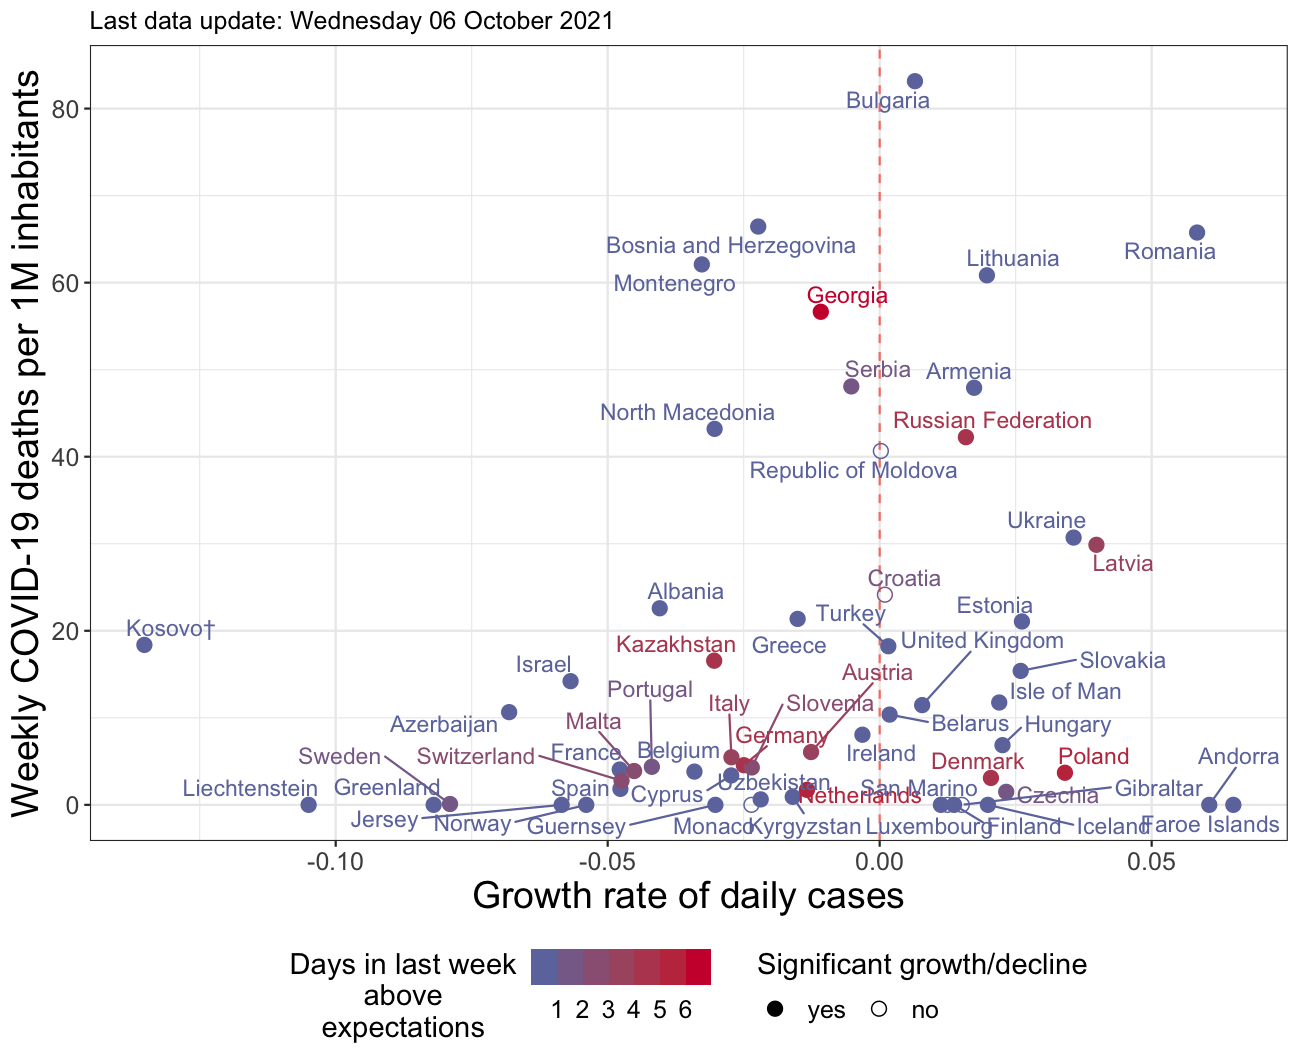 Last data update: Wednesday 06 October 2021
Weekly COVID-19 deaths per 1M inhabitants
80
60
40
20
0
Bulgaria
Bosnia and Herzegovina
Romania
Lithuania
Montenegro
Georgia
Serbia
Armenia
North Macedonia
Russian Federation
Republic of Moldova
Ukraine
Latvia
Croatia
Albania
Estonia
Turkey
Kosovo†
United Kingdom
Kazakhstan
Greece
Israel
Slovakia
Austria
Portugal
Isle of Man
Italy
Slovenia
Azerbaijan
Malta
Belarus
Hungary
Germany
Sweden
Switzerland
France
Belgium
Ireland
Denmark
Poland
Andorra
Liechtenstein
Greenland
Spain
Cyprus
Uzbekistan
Netherlands
San Marino
Czechia
Gibraltar
Jersey
Norway
Guernsey
Monaco
Kyrgyzstan
Luxembourg
Finland
Iceland
Faroe Islands
-0.10
-0.05
0.00
0.05
Growth rate of daily cases
Days in last week
above
expectations
1 2 3 4 5 6
Significant growth/decline
yes
no